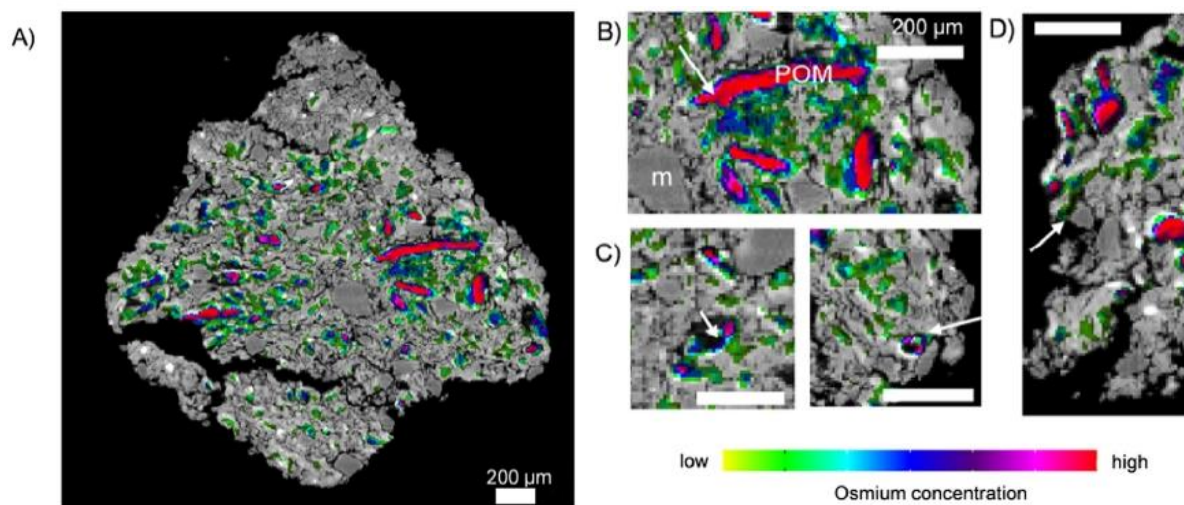 A)
200 µm
B)
200 µm
POM
m
C)
D)
low
high
Osmium concentration